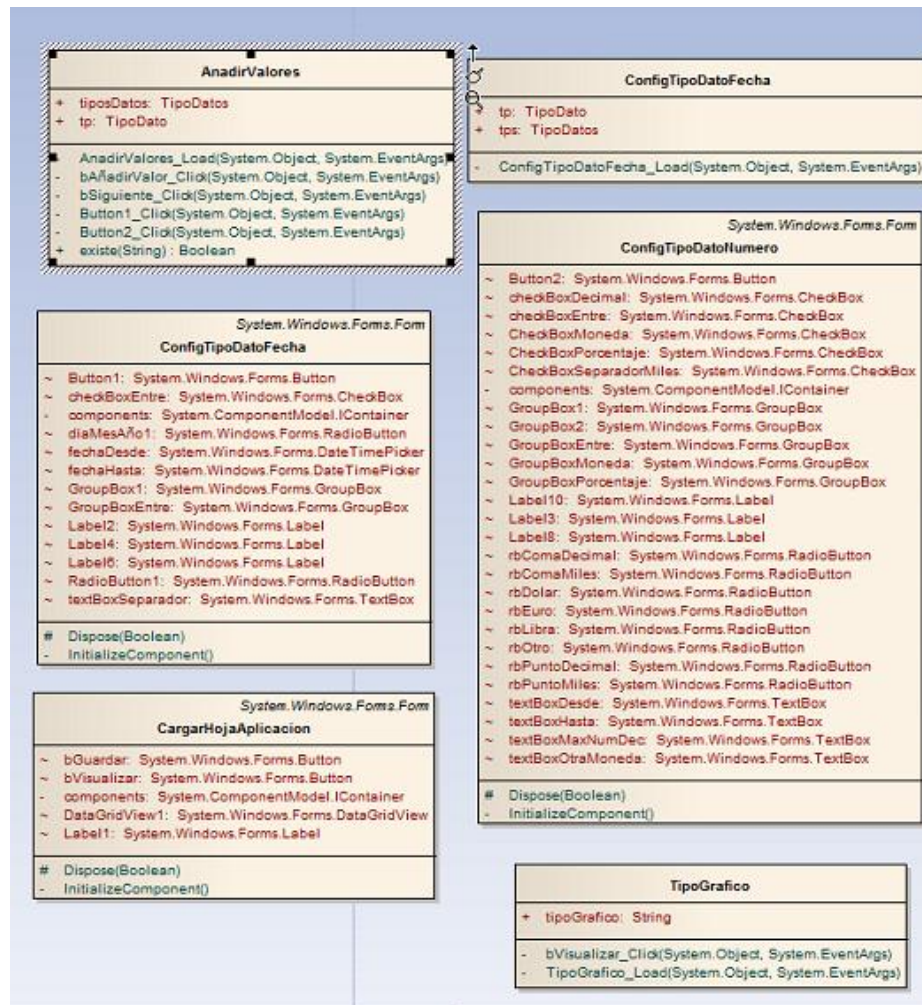 AnadirValores
+ tiposDatos: TipoDatos
+ tp: TipoDato
- AnadirValores_Load(System.Object, System.EventArgs)
- bAñadirValor_Click(System.Object, System.EventArgs)
- bSiguiente_Click(System.Object, System.EventArgs)
- Button1_Click(System.Object, System.EventArgs)
- Button2_Click(System.Object, System.EventArgs)
+ existe(String) : Boolean
ConfigTipoDatoFecha
+ tp: TipoDato
+ tps: TipoDatos
- ConfigTipoDatoFecha_Load(System.Object, System.EventArgs)
System.Windows.Forms.Form
ConfigTipoDatoFecha
~ Button1: System.Windows.Forms.Button
~ checkBoxEntre: System.Windows.Forms.CheckBox
- components: System.ComponentModel.IContainer
~ diaMesAño1: System.Windows.Forms.RadioButton
~ fechaDesde: System.Windows.Forms.DateTimePicker
~ fechaHasta: System.Windows.Forms.DateTimePicker
~ GroupBox1: System.Windows.Forms.GroupBox
~ GroupBoxEntre: System.Windows.Forms.GroupBox
~ Label2: System.Windows.Forms.Label
~ Label4: System.Windows.Forms.Label
~ Label6: System.Windows.Forms.Label
~ RadioButton1: System.Windows.Forms.RadioButton
~ textBoxSeparador: System.Windows.Forms.TextBox
# Dispose(Boolean)
- InitializeComponent()
System.Windows.Forms.Form
ConfigTipoDatoNumero
~ Button2: System.Windows.Forms.Button
~ checkBoxDecimal: System.Windows.Forms.CheckBox
~ checkBoxEntre: System.Windows.Forms.CheckBox
~ CheckBoxMoneda: System.Windows.Forms.CheckBox
~ CheckBoxPorcentaje: System.Windows.Forms.CheckBox
~ CheckBoxSeparadorMiles: System.Windows.Forms.CheckBox
- components: System.ComponentModel.IContainer
~ GroupBox1: System.Windows.Forms.GroupBox
~ GroupBox2: System.Windows.Forms.GroupBox
~ GroupBoxEntre: System.Windows.Forms.GroupBox
~ GroupBoxMoneda: System.Windows.Forms.GroupBox
~ GroupBoxPorcentaje: System.Windows.Forms.GroupBox
~ Label10: System.Windows.Forms.Label
~ Label3: System.Windows.Forms.Label
~ Label8: System.Windows.Forms.Label
~ rbComaDecimal: System.Windows.Forms.RadioButton
~ rbComaMiles: System.Windows.Forms.RadioButton
~ rbDolar: System.Windows.Forms.RadioButton
~ rbEuro: System.Windows.Forms.RadioButton
~ rbLibra: System.Windows.Forms.RadioButton
~ rbOtro: System.Windows.Forms.RadioButton
~ rbPuntoDecimal: System.Windows.Forms.RadioButton
~ rbPuntoMiles: System.Windows.Forms.RadioButton
~ textBoxDesde: System.Windows.Forms.TextBox
~ textBoxHasta: System.Windows.Forms.TextBox
~ textBoxMaxNumDec: System.Windows.Forms.TextBox
~ textBoxOtraMoneda: System.Windows.Forms.TextBox
# Dispose(Boolean)
- InitializeComponent()
System.Windows.Forms.Form
CargarHojaAplicacion
~ bGuardar: System.Windows.Forms.Button
~ bVisualizar: System.Windows.Forms.Button
- components: System.ComponentModel.IContainer
~ DataGridView1: System.Windows.Forms.DataGridView
~ Label1: System.Windows.Forms.Label
# Dispose(Boolean)
- InitializeComponent()
TipoGrafico
+ tipoGrafico: String
- bVisualizar_Click(System.Object, System.EventArgs)
- TipoGrafico_Load(System.Object, System.EventArgs)